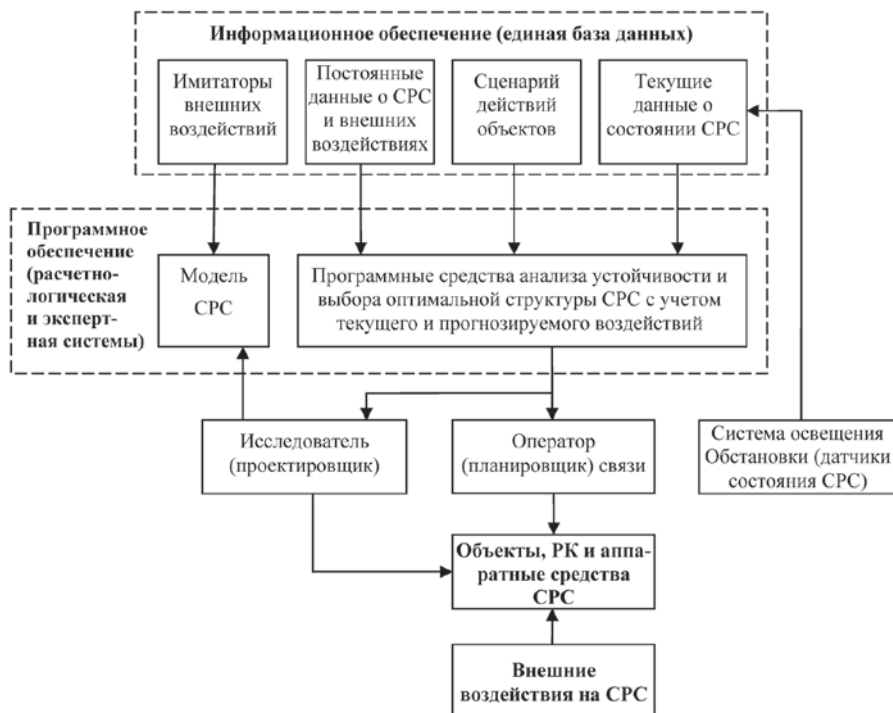 Информационное обеспечение (единая база данных)
Имитаторы
внешних
воздействий
Постоянные
данные о СРС
и внешних
воздействиях
Сценарий
действий
объектов
Текущие
данные о
состоянии СРС
Программное
обеспечение
(расчетно-
логическая
и эксперт-
ная системы)
Модель
СРС
Программные средства анализа устойчивости и
выбора оптимальной структуры СРС с учетом
текущего и прогнозируемого воздействий
Исследователь
(проектировщик)
Оператор
(планировщик) связи
Система освещения
Обстановки (датчики
состояния СРС)
Объекты, РК и аппа-
ратные средства
СРС
Внешние
воздействия на СРС